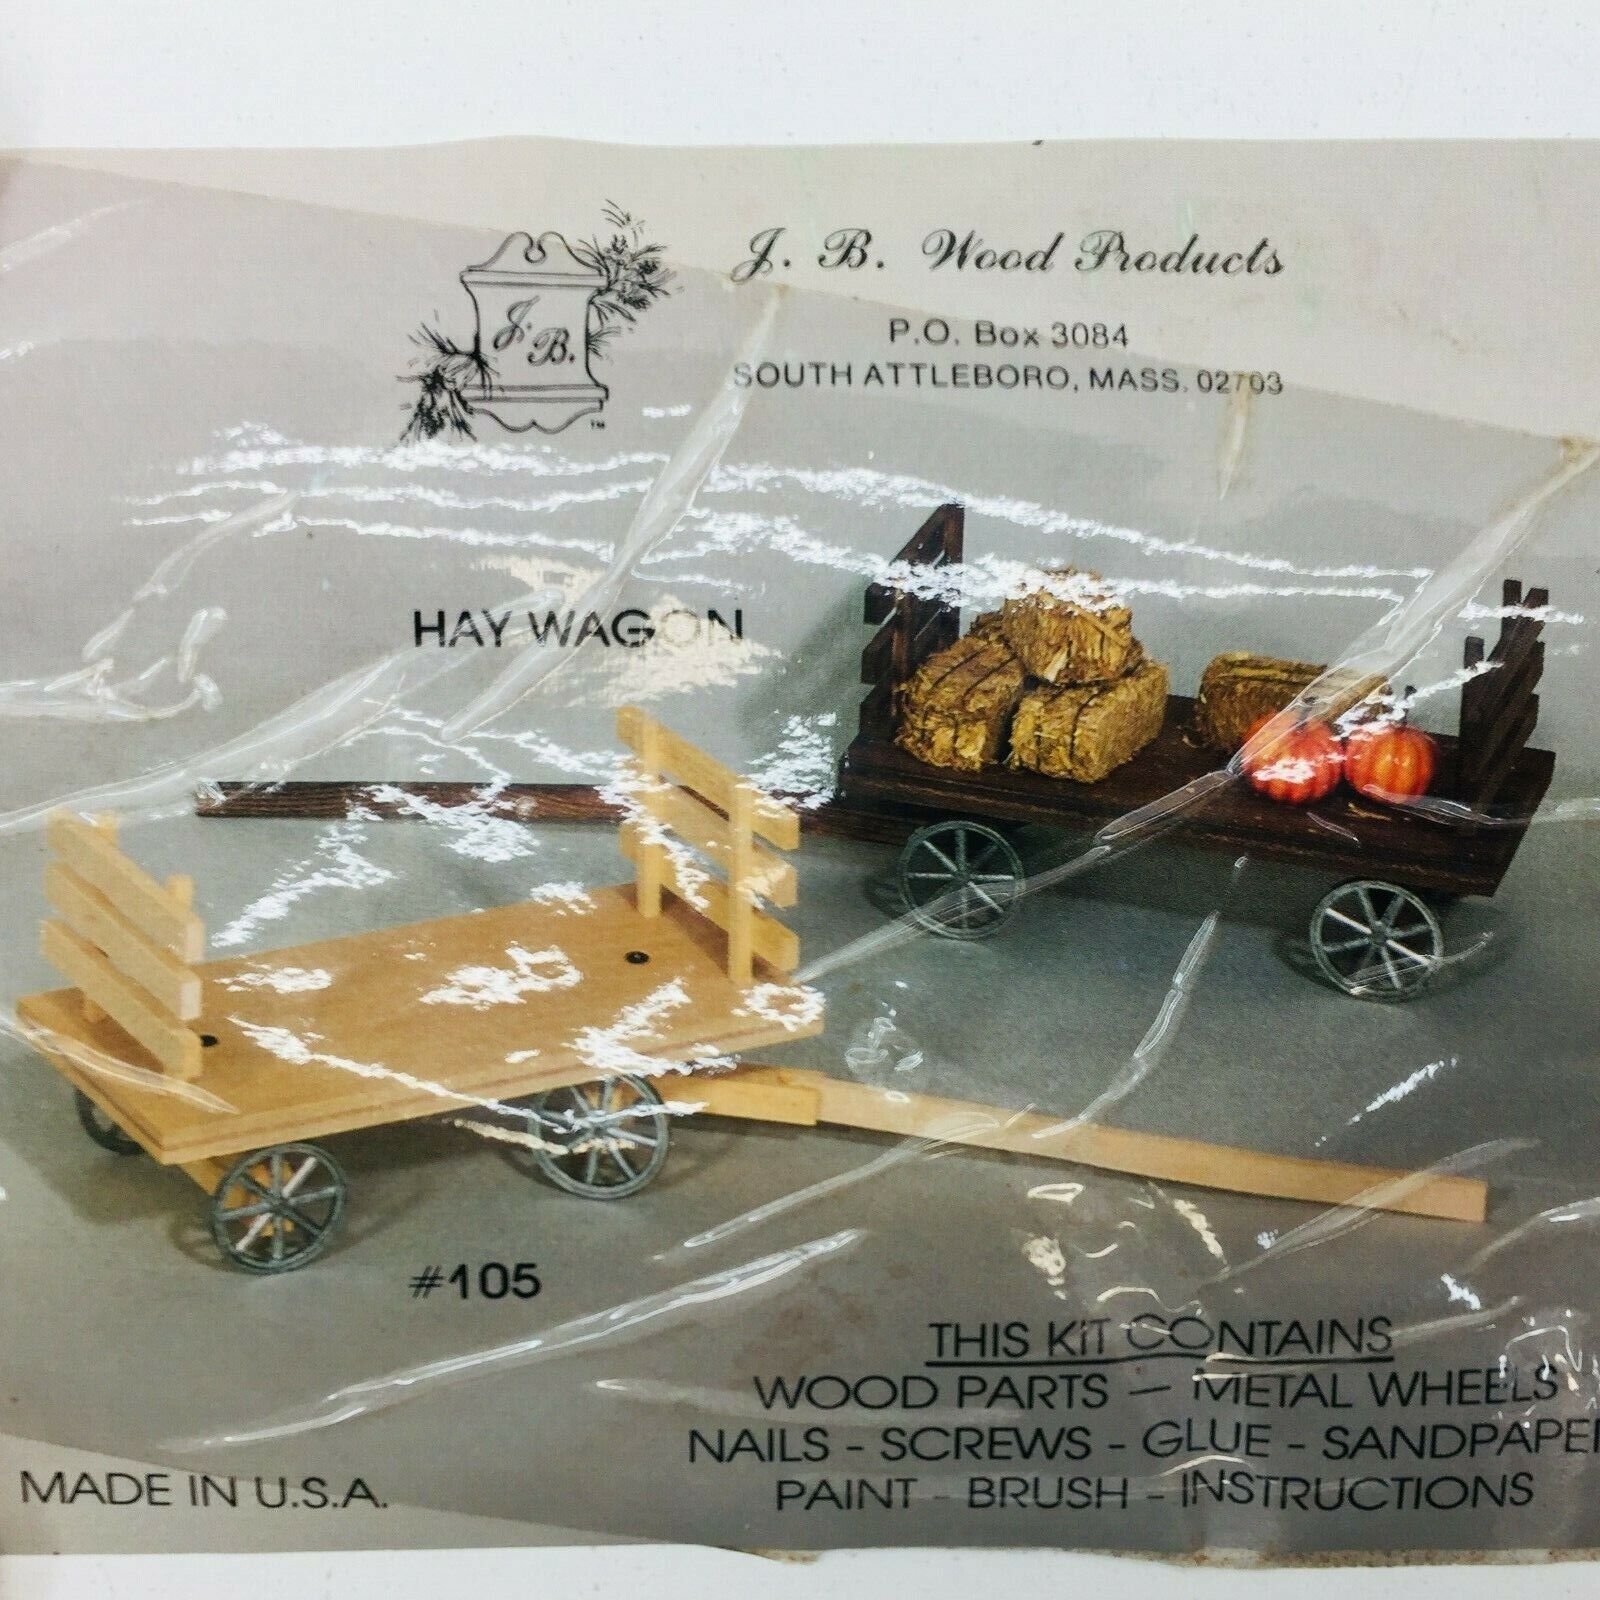 J. B. Wood Products
J. B.
™
P.O. Box 3084
SOUTH ATTLEBORO, MASS. 02703
HAY WAGON
#105
THIS KIT CONTAINS
WOOD PARTS – METAL WHEELS
NAILS - SCREWS - GLUE - SANDPAPER
PAINT - BRUSH - INSTRUCTIONS
MADE IN U.S.A.